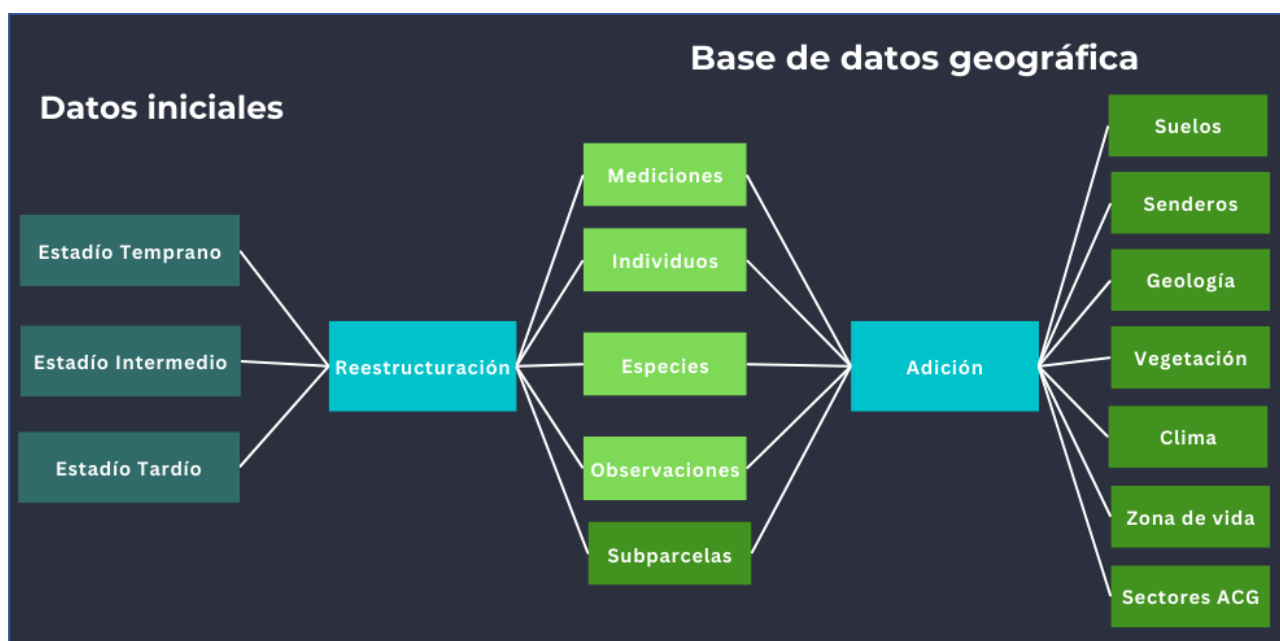 Base de datos geográfica
Datos iniciales
Estadío Temprano
Estadío Intermedio
Estadío Tardío
Reestructuración
Mediciones
Individuos
Especies
Observaciones
Subparcelas
Adición
Suelos
Senderos
Geología
Vegetación
Clima
Zona de vida
Sectores ACG